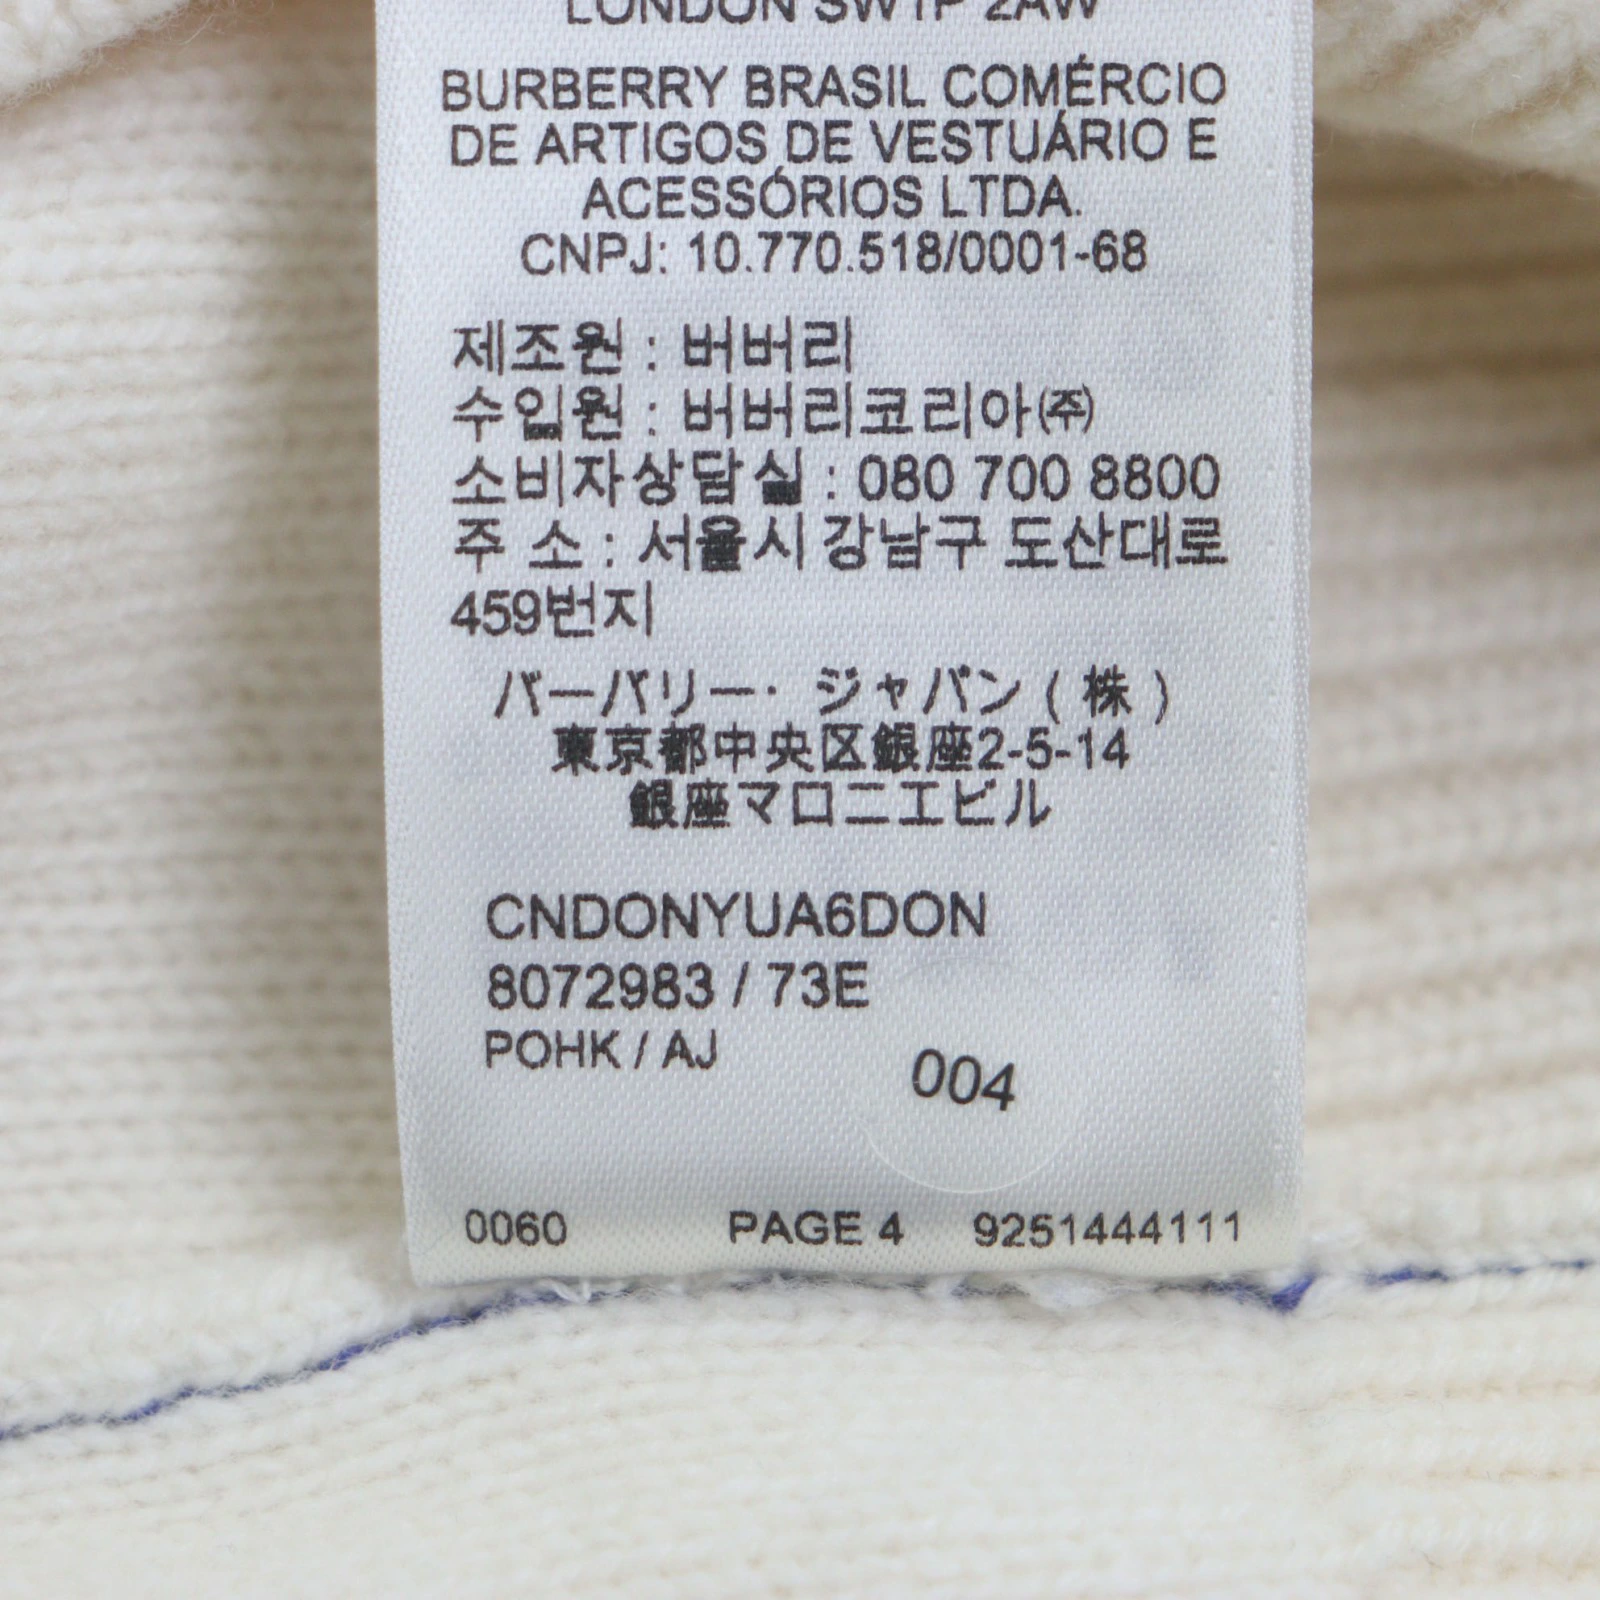 LONDON SW1P 2AW
BURBERRY BRASIL COMÉRCIO
DE ARTIGOS DE VESTUÁRIO E
ACESSÓRIOS LTDA.
CNPJ: 10.770.518/0001-68
제조원 : 버버리
수입원 : 버버리코리아㈜
소비자상담실 : 080 700 8800
주 소 : 서울시 강남구 도산대로
459번지
バーバリー・ジャパン ( 株 )
東京都中央区銀座2-5-14
銀座マロニエビル
CNDONYUA6DON
8072983 / 73E
POHK / AJ
004
0060 PAGE 4 9251444111